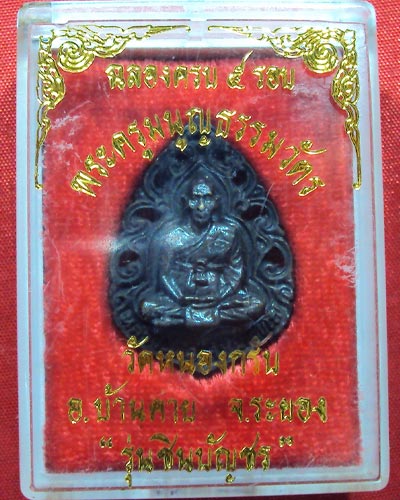 ฉลองครบ ๕ รอบ
พระครูมนูญธรรมวัตร
วัดหนองกรับ
อ.บ้านค่าย จ.ระยอง
"รุ่นชินบัญชร"